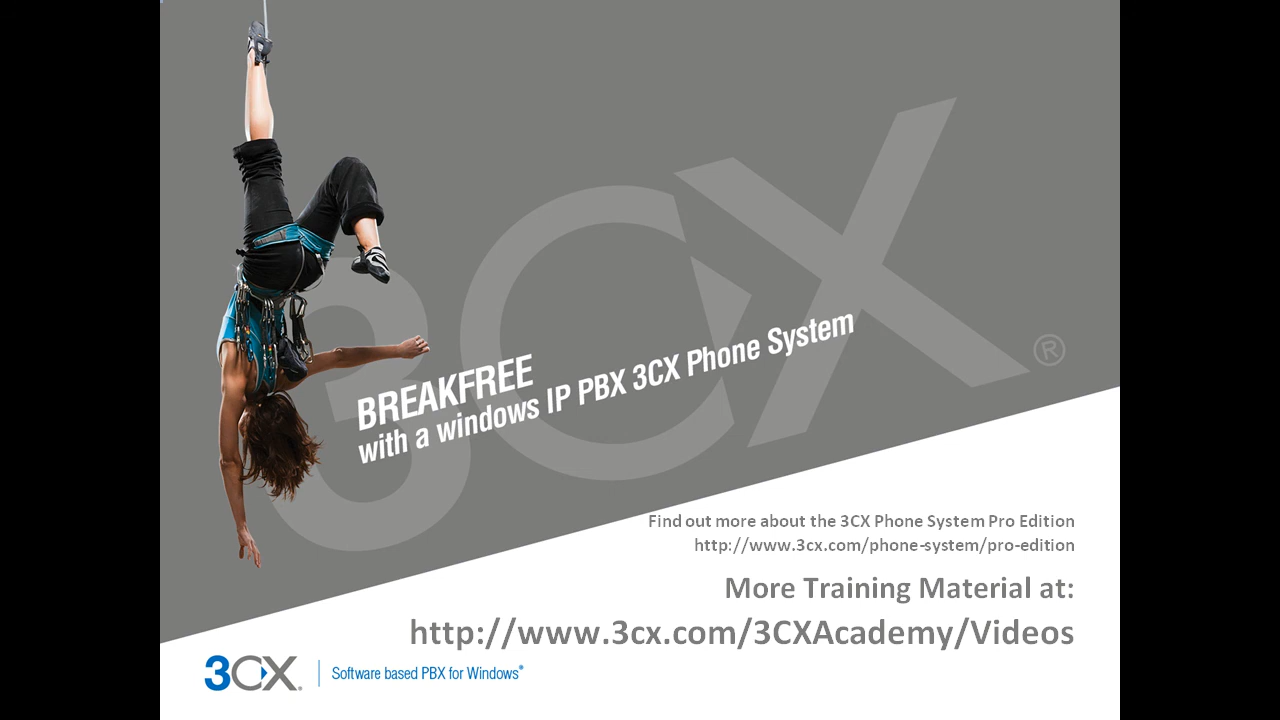 3CX®
BREAKFREE
with a windows IP PBX 3CX Phone System
Find out more about the 3CX Phone System Pro Edition
http://www.3cx.com/phone-system/pro-edition
More Training Material at:
http://www.3cx.com/3CXAcademy/Videos
3CX® Software based PBX for Windows®